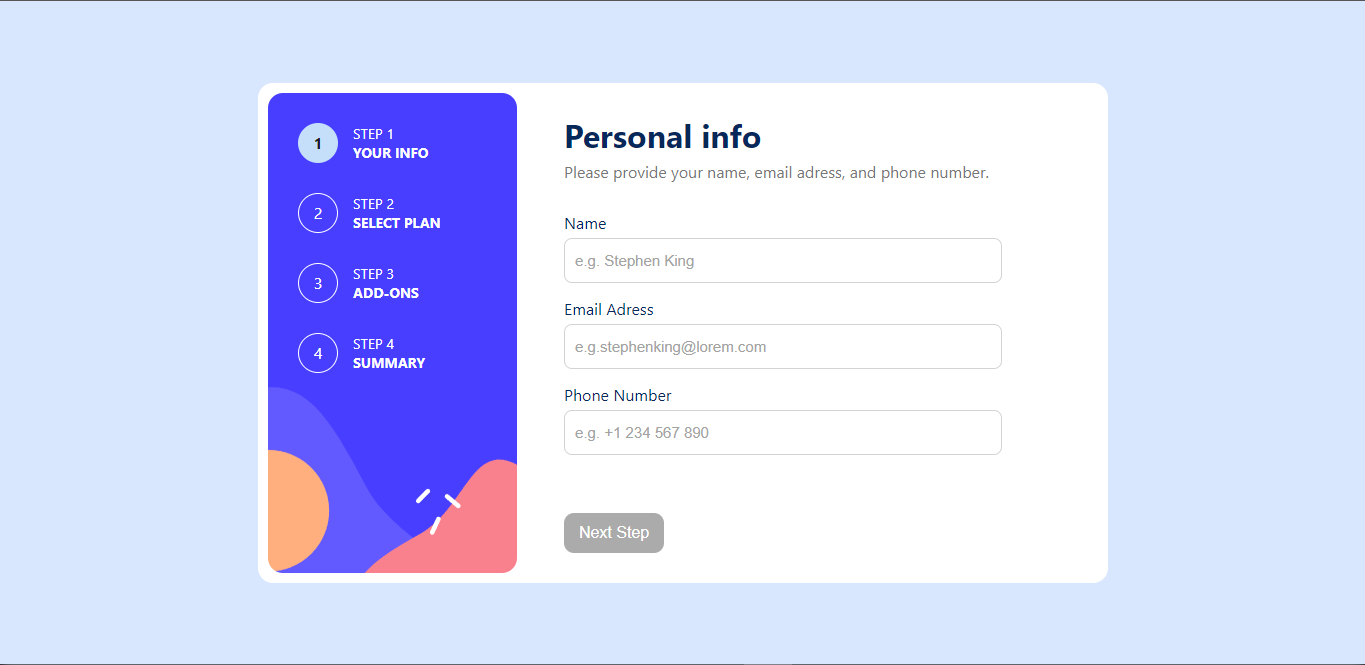 1
STEP 1
YOUR INFO
2
STEP 2
SELECT PLAN
3
STEP 3
ADD-ONS
4
STEP 4
SUMMARY
Personal info
Please provide your name, email adress, and phone number.
Name
e.g. Stephen King
Email Adress
e.g.stephenking@lorem.com
Phone Number
e.g. +1 234 567 890
Next Step